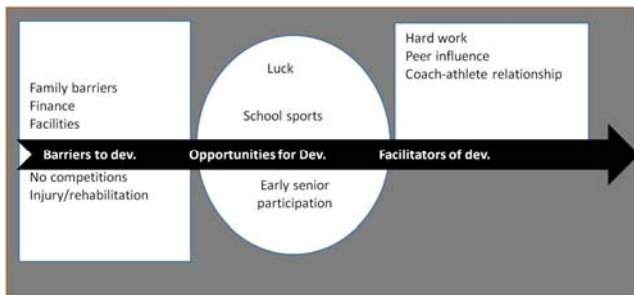 Family barriers
Finance
Facilities
Barriers to dev.
No competitions
Injury/rehabilitation
Luck
School sports
Opportunities for Dev.
Early senior
participation
Hard work
Peer influence
Coach-athlete relationship
Facilitators of dev.